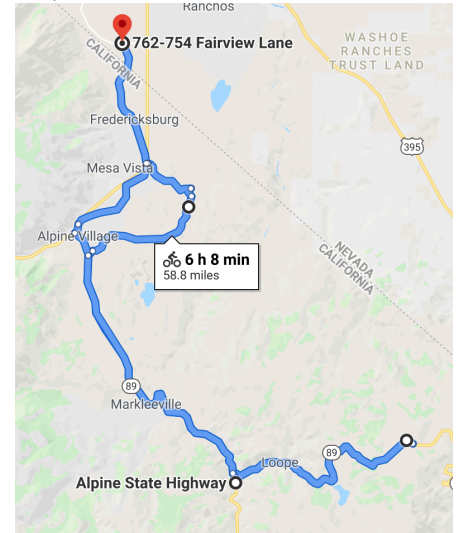 Ranchos
762-754 Fairview Lane
CALIFORNIA
WASHOE
RANCHES
TRUST LAND
Fredericksburg
395
Mesa Vista
Alpine Village
NEVADA
CALIFORNIA
6 h 8 min
58.8 miles
89
Markleeville
89
Loope
Alpine State Highway